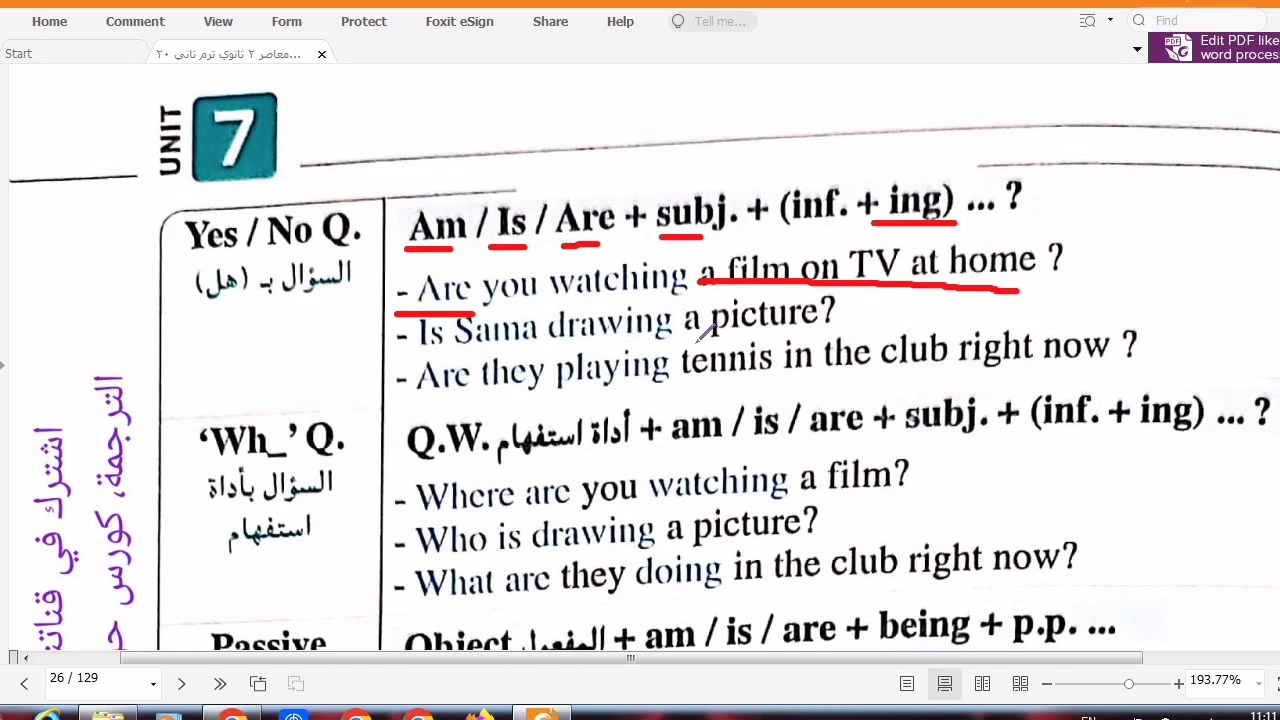 Home Comment View Form Protect Foxit eSign Share Help Tell me... Find
Start
معاصر ٢ ثانوي ترم تاني ٢٠...
Edit PDF like
word proces
UNIT 7
Yes / No Q.
السؤال بـ (هل)
Am / Is / Are + subj. + (inf. + ing) ... ?
- Are you watching a film on TV at home ?
- Is Sama drawing a picture?
- Are they playing tennis in the club right now ?
‘Wh_’ Q.
السؤال بأداة
استفهام
Q.W. أداة استفهام + am / is / are + subj. + (inf. + ing) ... ?
- Where are you watching a film?
- Who is drawing a picture?
- What are they doing in the club right now?
Passive
Object المفعول + am / is / are + being + p.p. ...
اشترك في
الترجمة، كورس
26 / 129
193.77%
EN
11:11